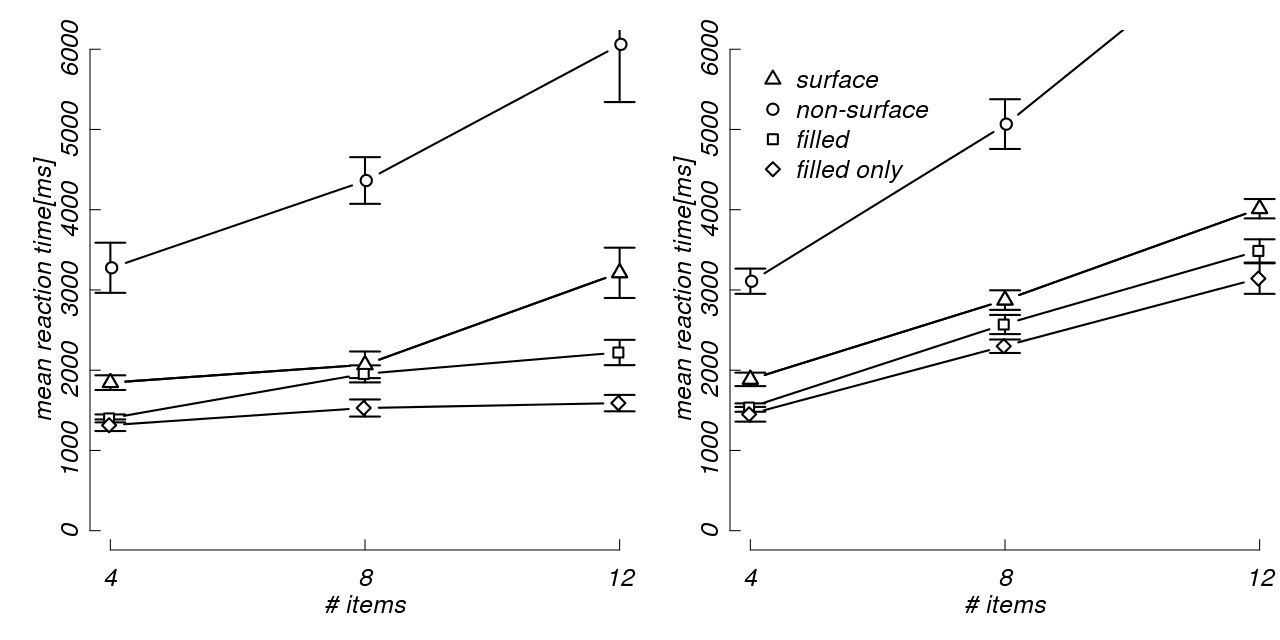 mean reaction time[ms]
6000
5000
4000
3000
2000
1000
0
4 8 12
# items
mean reaction time[ms]
6000
5000
4000
3000
2000
1000
0
surface
non-surface
filled
filled only
4 8 12
# items